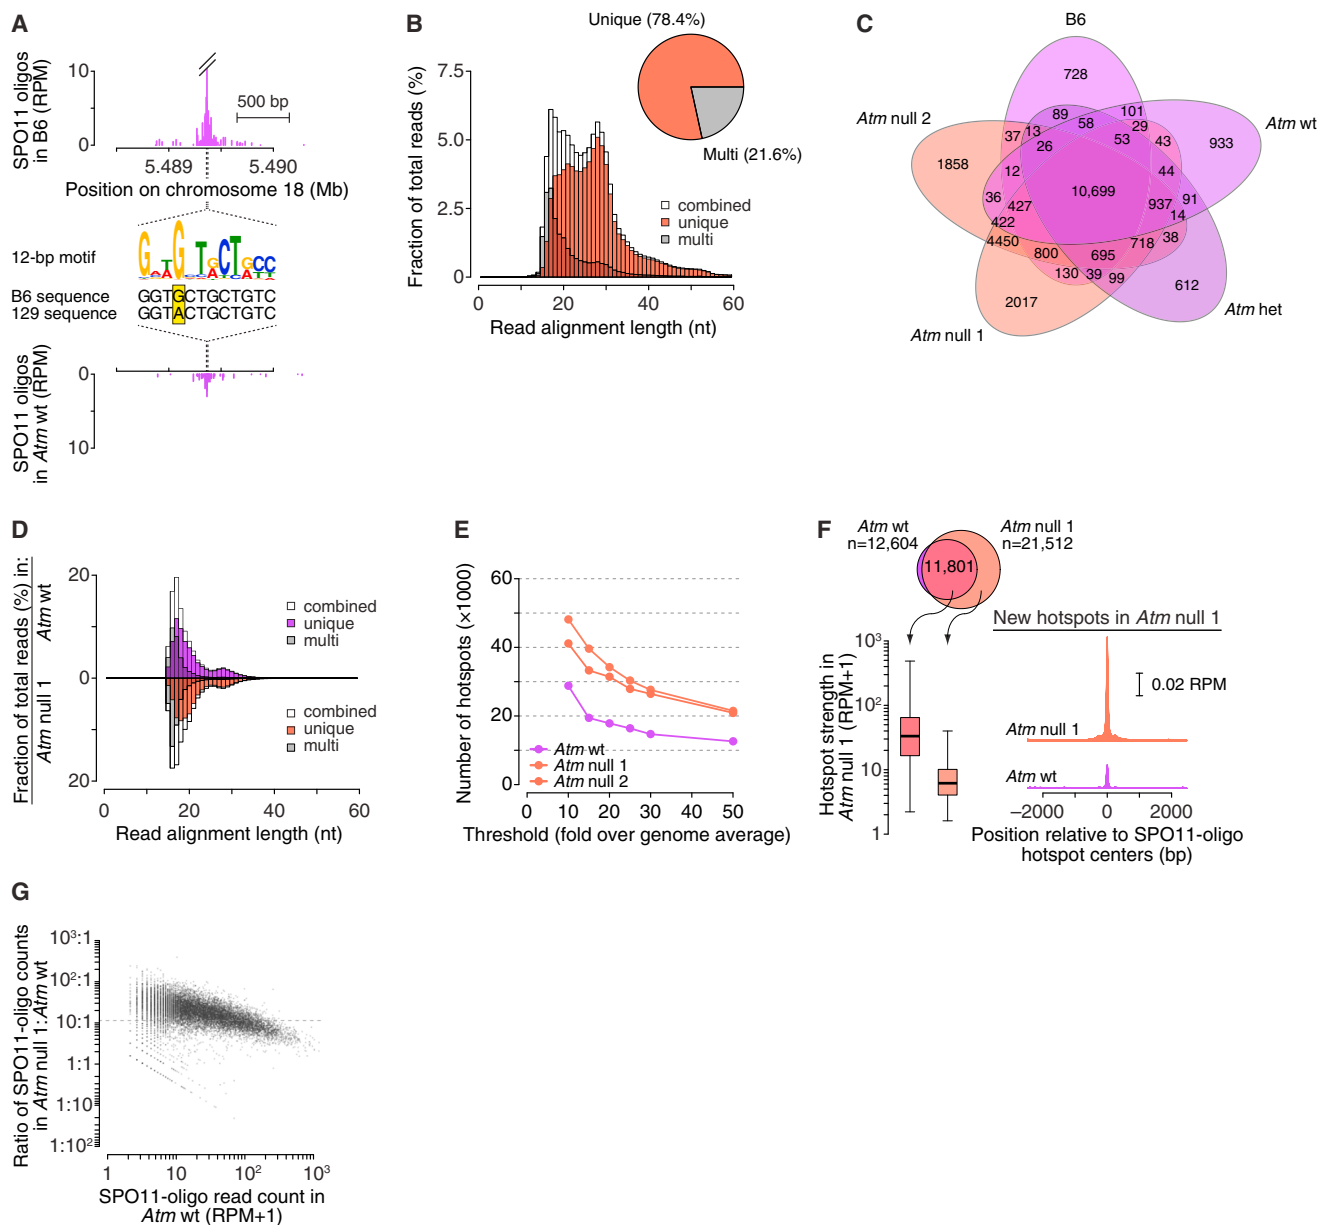 A
SPO11 oligos
in B6 (RPM)
10
0
500 bp
5.489
5.490
Position on chromosome 18 (Mb)
12-bp motif
B6 sequence
GGTGCTGCTGTC
129 sequence
GGTACTGCTGTC
SPO11 oligos
in Atm wt (RPM)
0
10
B
Fraction of total reads (%)
7.5
5.0
2.5
0
Unique (78.4%)
Multi (21.6%)
combined
unique
multi
0
20
40
60
Read alignment length (nt)
C
B6
Atm null 2
Atm wt
Atm null 1
Atm het
728
101
89
58
29
933
37
13
26
53
43
1858
12
44
10,699
36
427
937
91
14
422
4450
800
695
718
38
130
39
99
612
2017
D
Fraction of total reads (%) in:
Atm wt
Atm null 1
20
0
20
combined
unique
multi
combined
unique
multi
0
20
40
60
Read alignment length (nt)
E
Number of hotspots (×1000)
60
40
20
0
Atm wt
Atm null 1
Atm null 2
0
10
20
30
40
50
Threshold (fold over genome average)
F
Atm wt
n=12,604
Atm null 1
n=21,512
11,801
Hotspot strength in
Atm null 1 (RPM+1)
10³
10²
10
1
New hotspots in Atm null 1
0.02 RPM
Atm null 1
Atm wt
−2000
0
2000
Position relative to SPO11-oligo
hotspot centers (bp)
G
Ratio of SPO11-oligo counts
in Atm null 1:Atm wt
10³:1
10²:1
10:1
1:1
1:10
1:10²
1
10
10²
10³
SPO11-oligo read count in
Atm wt (RPM+1)